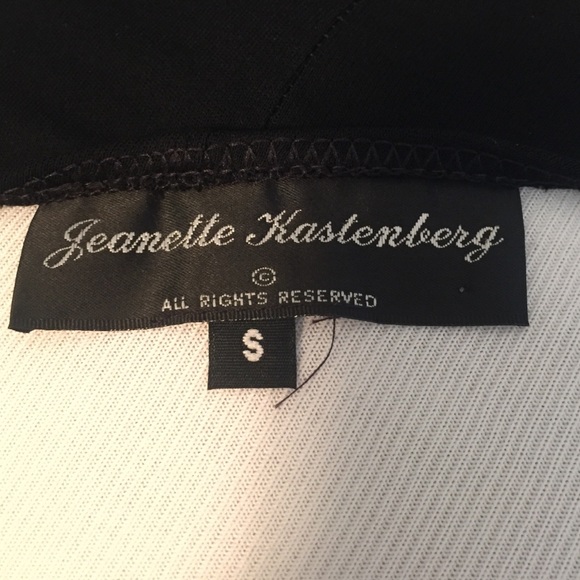 Jeanette Kastenberg
©
ALL RIGHTS RESERVED
S